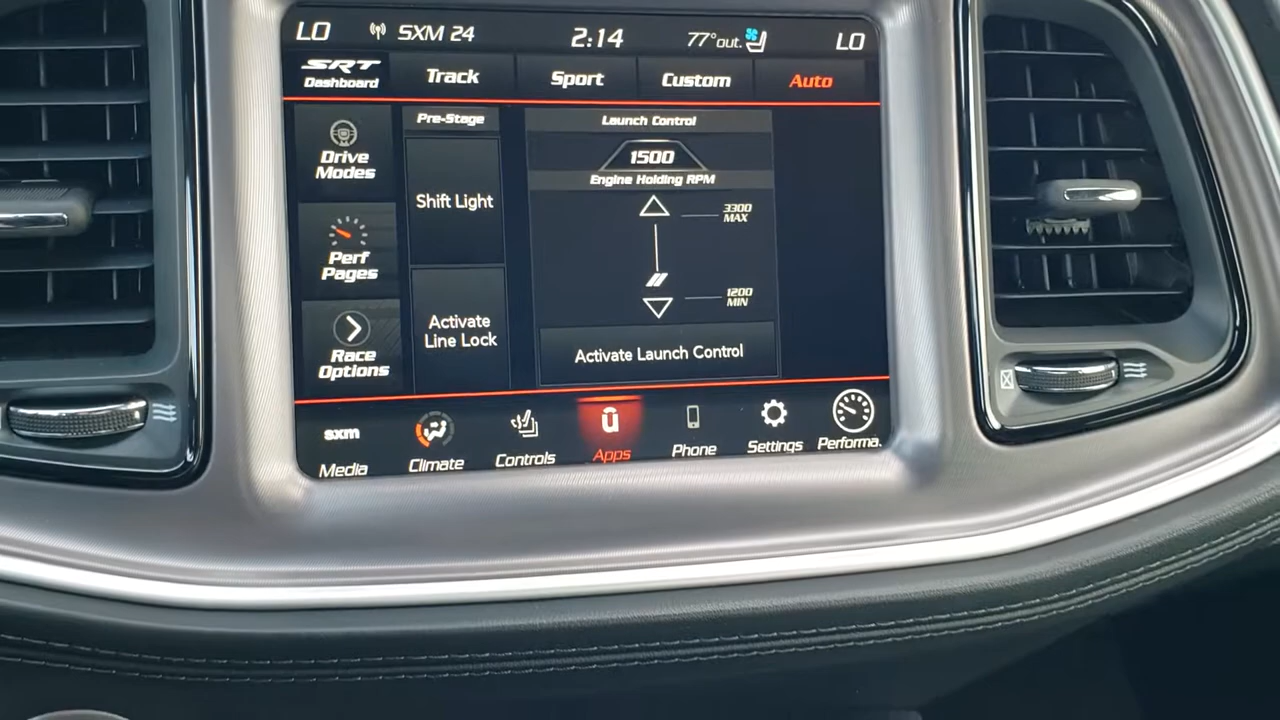 LO SXM 24 2:14 77°out. LO
SRT
Dashboard
Track Sport Custom Auto
Drive
Modes
Perf
Pages
Race
Options
Pre-Stage
Shift Light
Activate
Line Lock
Launch Control
1500
Engine Holding RPM
3300
MAX
1200
MIN
Activate Launch Control
sxm
Media Climate Controls Apps Phone Settings Performa.